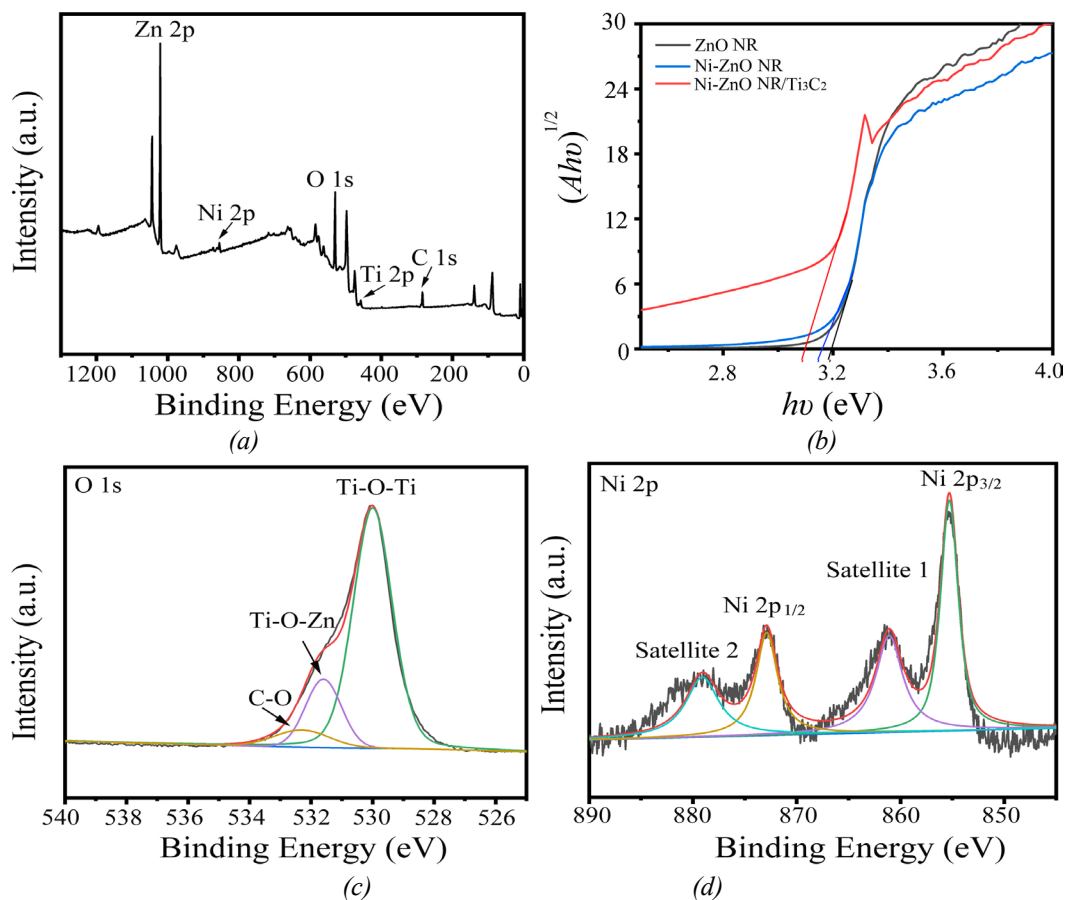 Intensity (a.u.)
Zn 2p
Ni 2p
O 1s
Ti 2p
C 1s
1200 1000 800 600 400 200 0
Binding Energy (eV)
(a)
(Ahυ)1/2
30
24
18
12
6
0
ZnO NR
Ni-ZnO NR
Ni-ZnO NR/Ti3C2
2.8 3.2 3.6 4.0
hυ (eV)
(b)
Intensity (a.u.)
O 1s
Ti-O-Ti
Ti-O-Zn
C-O
540 538 536 534 532 530 528 526
Binding Energy (eV)
(c)
Intensity (a.u.)
Ni 2p
Ni 2p3/2
Satellite 1
Ni 2p1/2
Satellite 2
890 880 870 860 850
Binding Energy (eV)
(d)